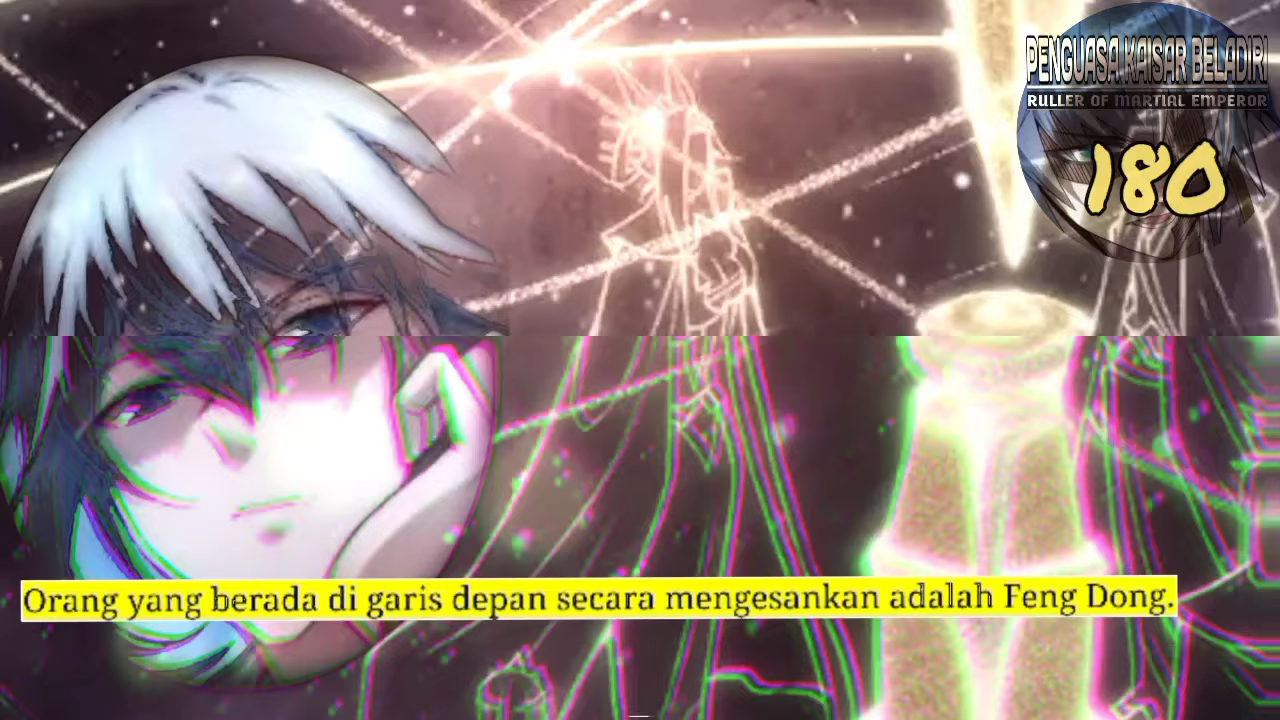 PENGUASA KAISAR BELADIRI
RULLER OF MARTIAL EMPEROR
180
Orang yang berada di garis depan secara mengesankan adalah Feng Dong.